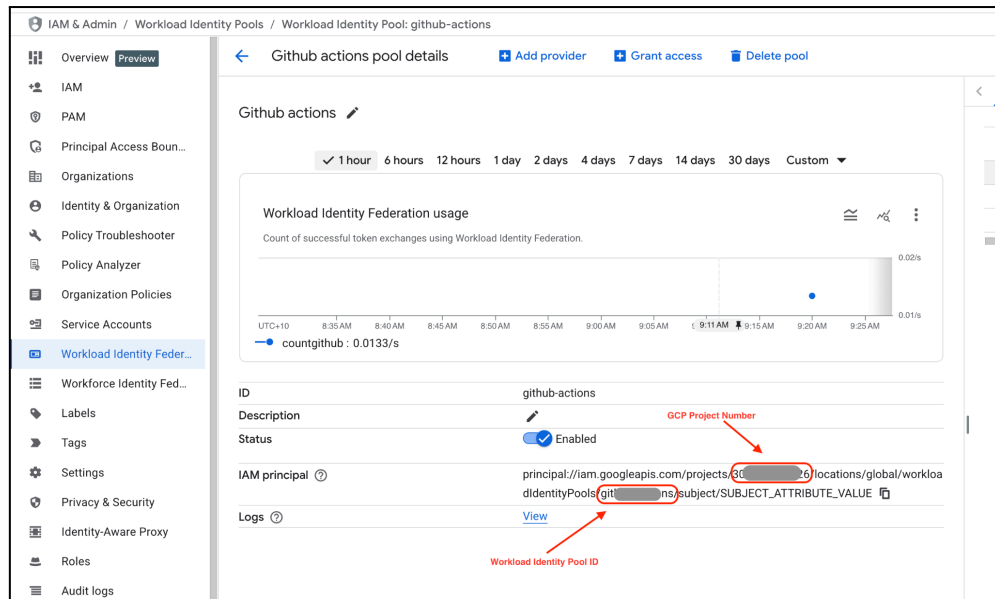 IAM & Admin / Workload Identity Pools / Workload Identity Pool: github-actions
Overview Preview
IAM
PAM
Principal Access Boun...
Organizations
Identity & Organization
Policy Troubleshooter
Policy Analyzer
Organization Policies
Service Accounts
Workload Identity Feder...
Workforce Identity Fed...
Labels
Tags
Settings
Privacy & Security
Identity-Aware Proxy
Roles
Audit logs
Github actions pool details Add provider Grant access Delete pool
Github actions
1 hour 6 hours 12 hours 1 day 2 days 4 days 7 days 14 days 30 days Custom
Workload Identity Federation usage
Count of successful token exchanges using Workload Identity Federation.
0.02/s
0.01/s
UTC+10 8:35 AM 8:40 AM 8:45 AM 8:50 AM 8:55 AM 9:00 AM 9:05 AM 9:11 AM 9:15 AM 9:20 AM 9:25 AM
countgithub : 0.0133/s
ID github-actions
Description
GCP Project Number
Status Enabled
IAM principal principal://iam.googleapis.com/projects/30 26/locations/global/workloa
dIdentityPools/git ns/subject/SUBJECT_ATTRIBUTE_VALUE
Logs View
Workload Identity Pool ID